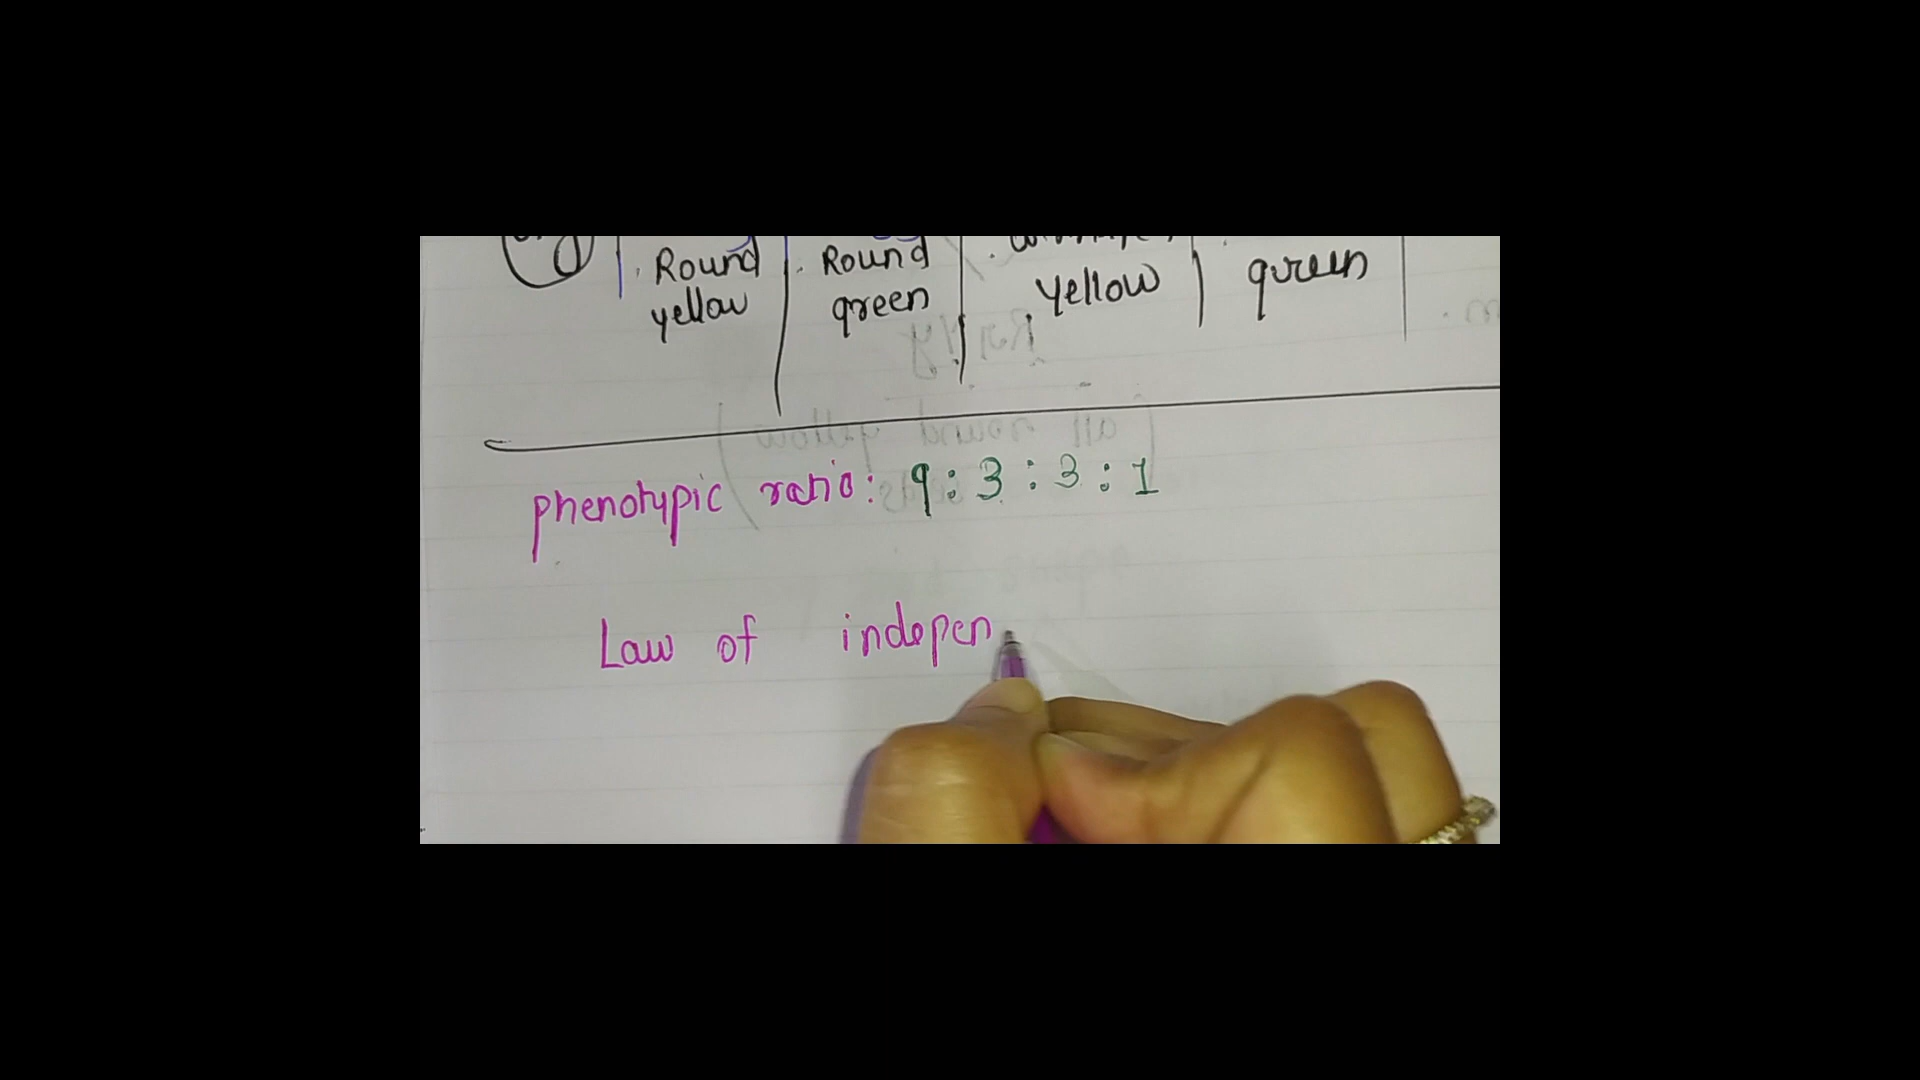 Round Round
yellow green yellow green
phenotypic ratio: 9:3:3:1
Law of indepen